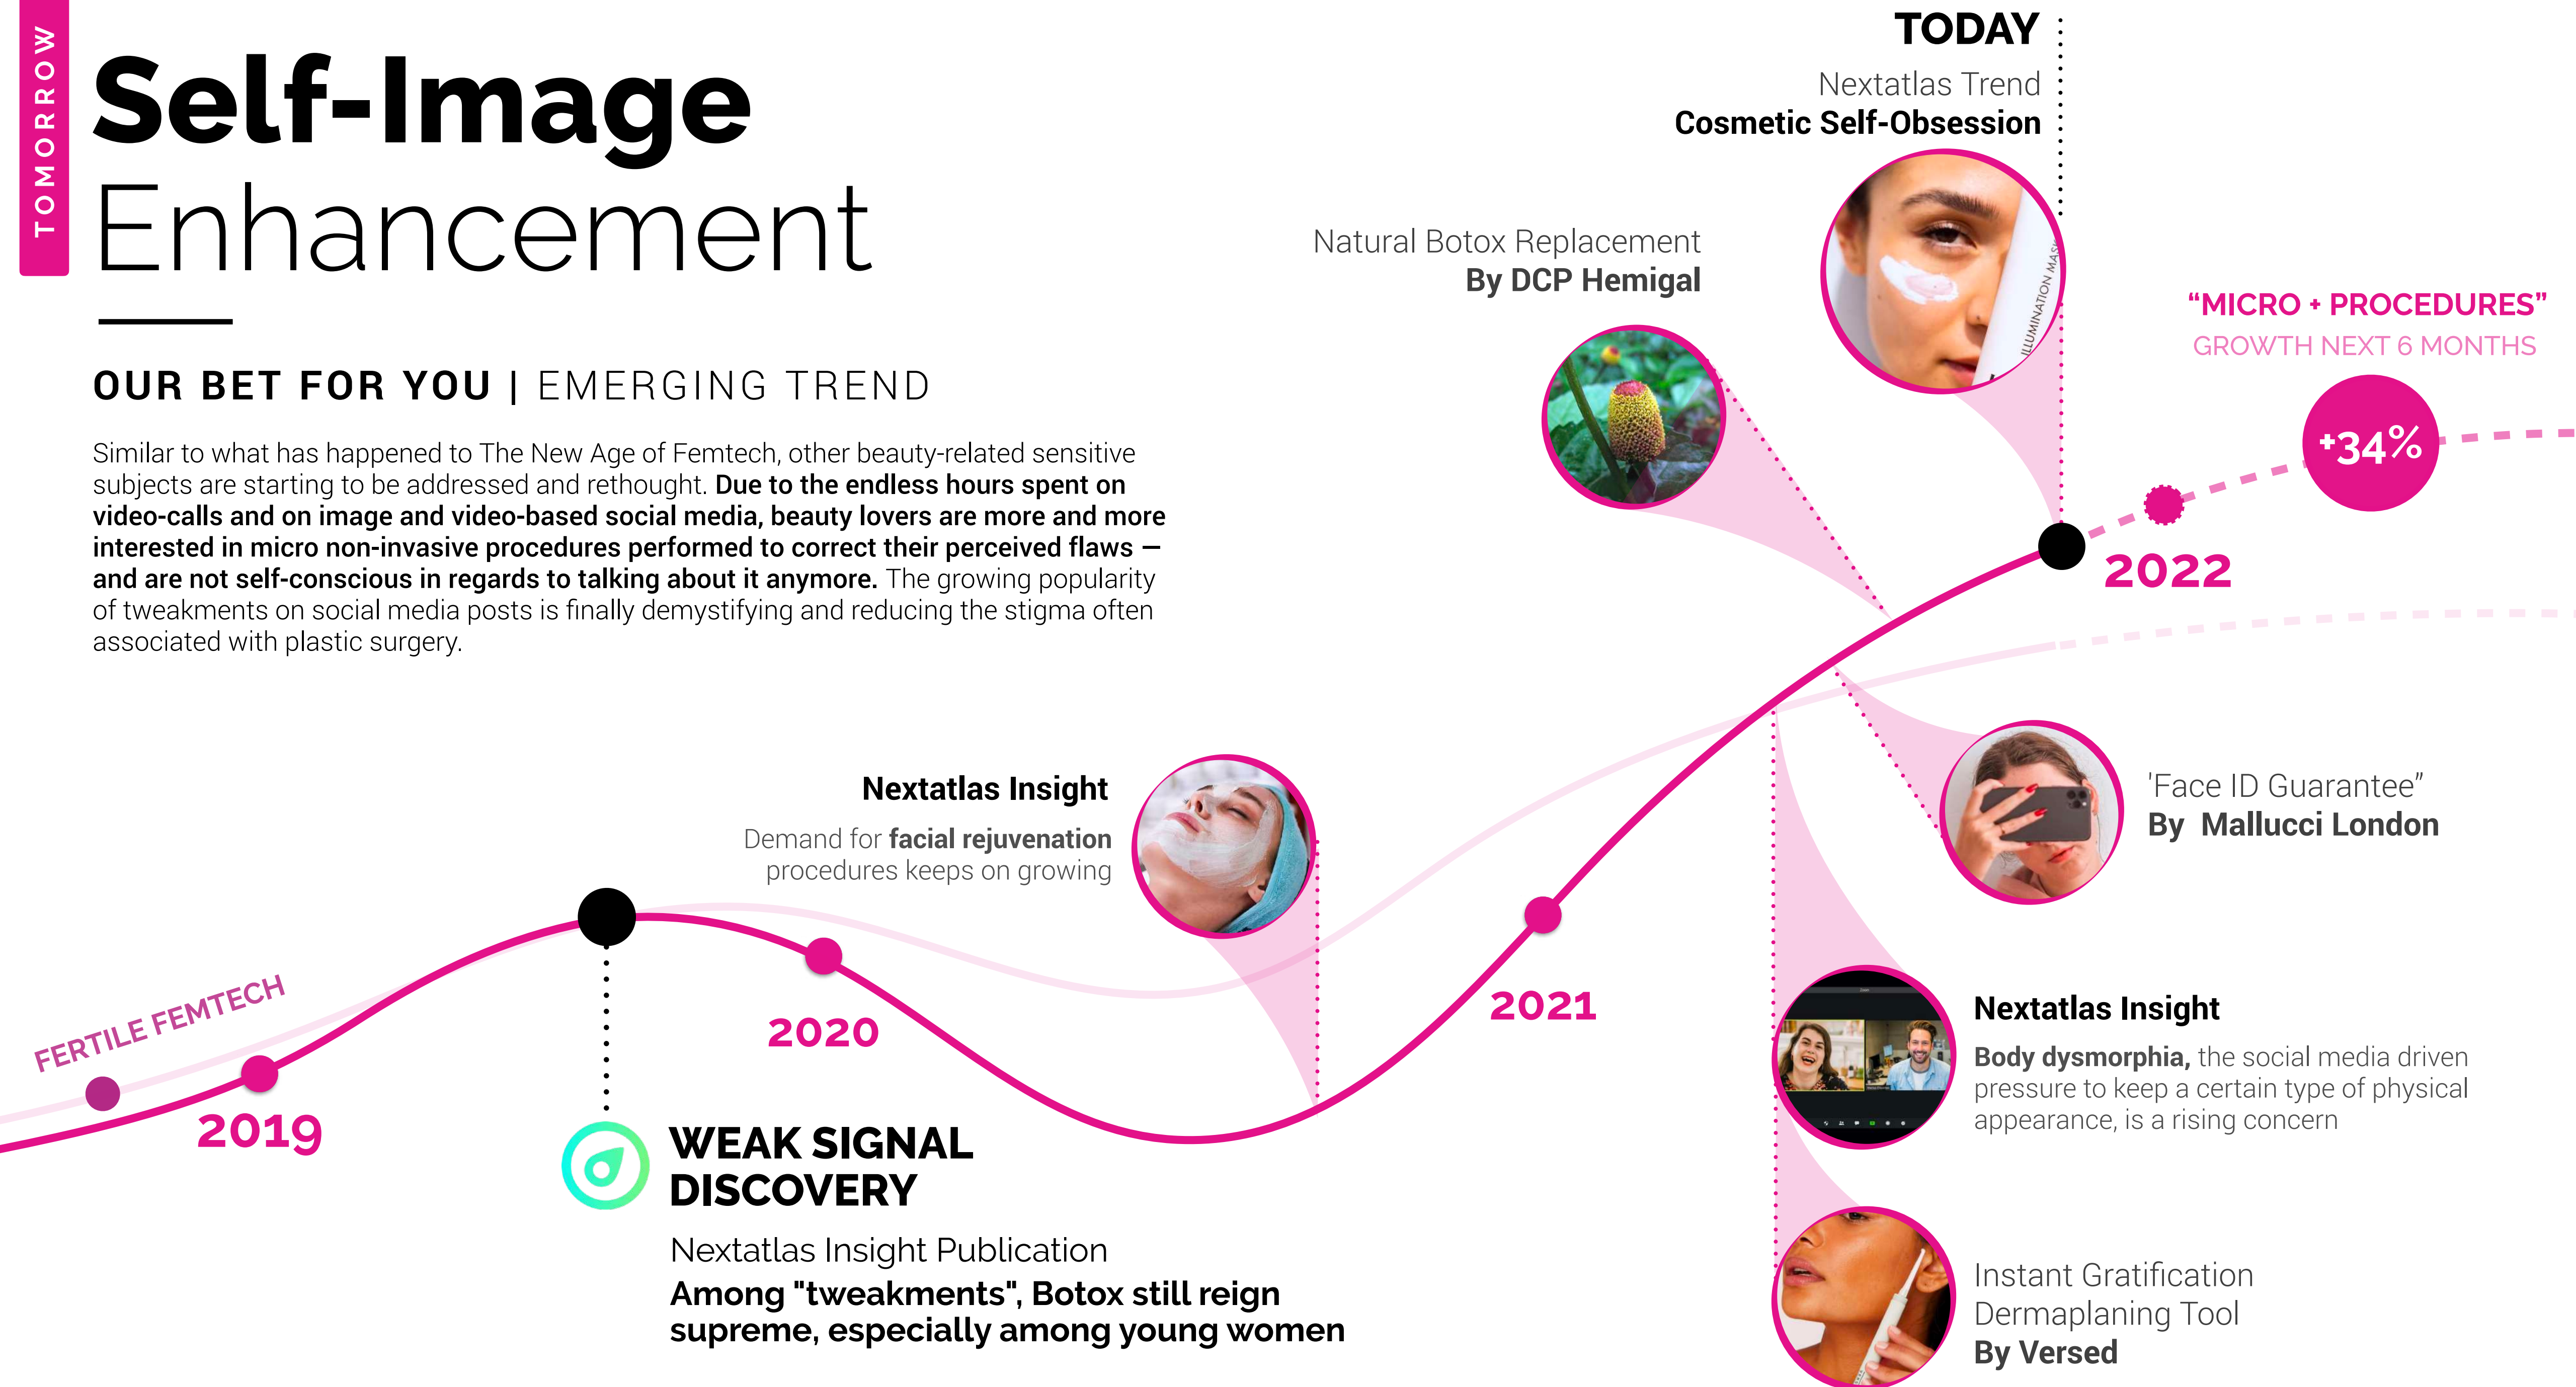 TOMORROW
Self-Image
Enhancement
OUR BET FOR YOU | EMERGING TREND
Similar to what has happened to The New Age of Femtech, other beauty-related sensitive
subjects are starting to be addressed and rethought. Due to the endless hours spent on
video-calls and on image and video-based social media, beauty lovers are more and more
interested in micro non-invasive procedures performed to correct their perceived flaws —
and are not self-conscious in regards to talking about it anymore. The growing popularity
of tweakments on social media posts is finally demystifying and reducing the stigma often
associated with plastic surgery.
TODAY
Nextatlas Trend
Cosmetic Self-Obsession
ILLUMINATION MASK
Natural Botox Replacement
By DCP Hemigal
“MICRO + PROCEDURES”
GROWTH NEXT 6 MONTHS
+34%
2022
Nextatlas Insight
Demand for facial rejuvenation
procedures keeps on growing
'Face ID Guarantee”
By  Mallucci London
FERTILE FEMTECH
2019
2020
2021
Nextatlas Insight
Body dysmorphia, the social media driven
pressure to keep a certain type of physical
appearance, is a rising concern
WEAK SIGNAL
DISCOVERY
Nextatlas Insight Publication
Among "tweakments", Botox still reign
supreme, especially among young women
Instant Gratification
Dermaplaning Tool
By Versed